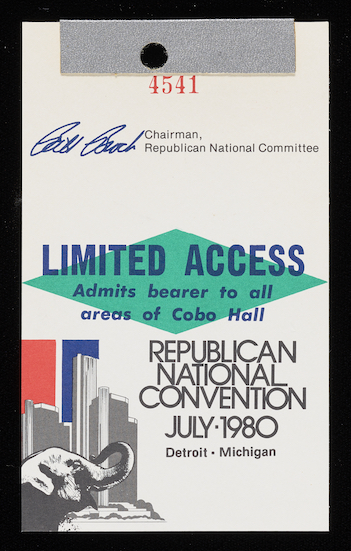 4541
Bill Brock Chairman,
Republican National Committee
LIMITED ACCESS
Admits bearer to all
areas of Cobo Hall
REPUBLICAN
NATIONAL
CONVENTION
JULY·1980
Detroit · Michigan